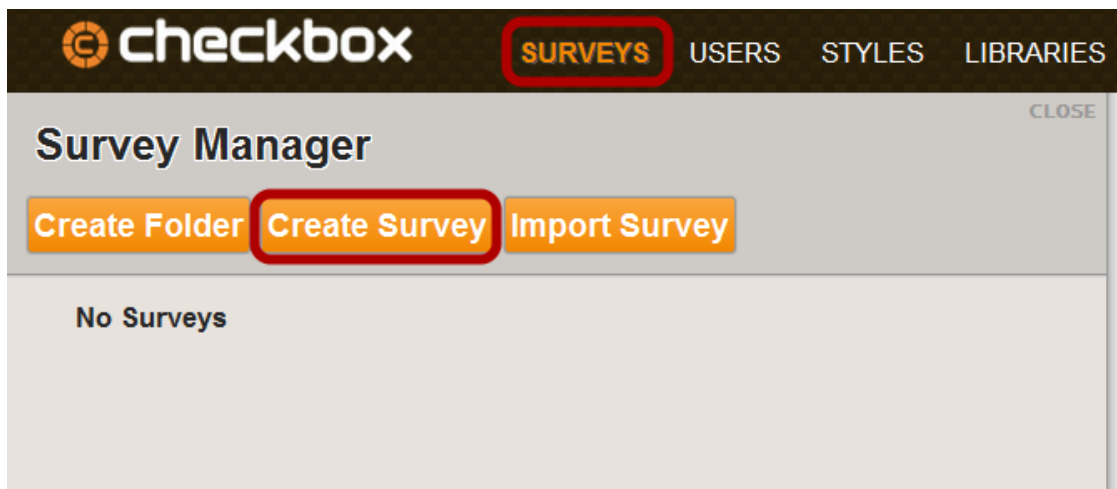 checkbox SURVEYS USERS STYLES LIBRARIES
CLOSE
Survey Manager
Create Folder Create Survey Import Survey
No Surveys